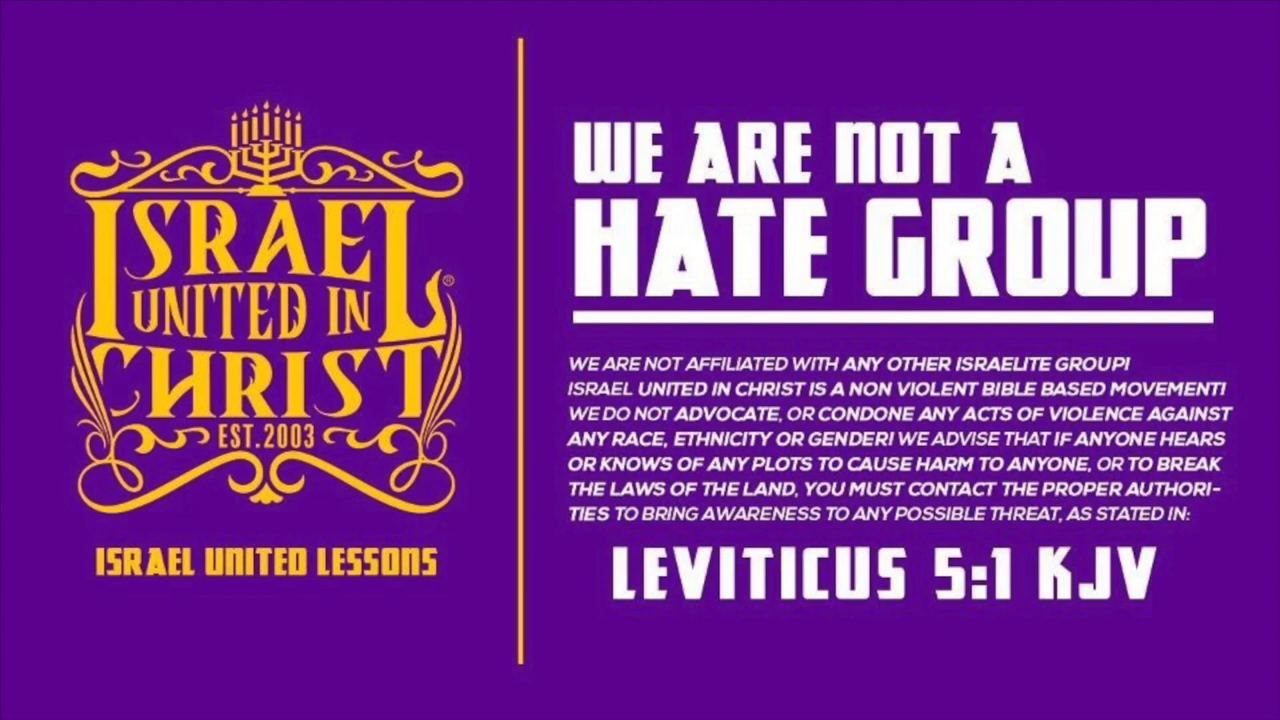 ISRAEL
UNITED IN
CHRIST
®
EST.2003
ISRAEL UNITED LESSONS
WE ARE NOT A
HATE GROUP
WE ARE NOT AFFILIATED WITH ANY OTHER ISRAELITE GROUP!
ISRAEL UNITED IN CHRIST IS A NON VIOLENT BIBLE BASED MOVEMENT!
WE DO NOT ADVOCATE, OR CONDONE ANY ACTS OF VIOLENCE AGAINST
ANY RACE, ETHNICITY OR GENDER! WE ADVISE THAT IF ANYONE HEARS
OR KNOWS OF ANY PLOTS TO CAUSE HARM TO ANYONE, OR TO BREAK
THE LAWS OF THE LAND, YOU MUST CONTACT THE PROPER AUTHORI-
TIES TO BRING AWARENESS TO ANY POSSIBLE THREAT, AS STATED IN:
LEVITICUS 5:1 KJV